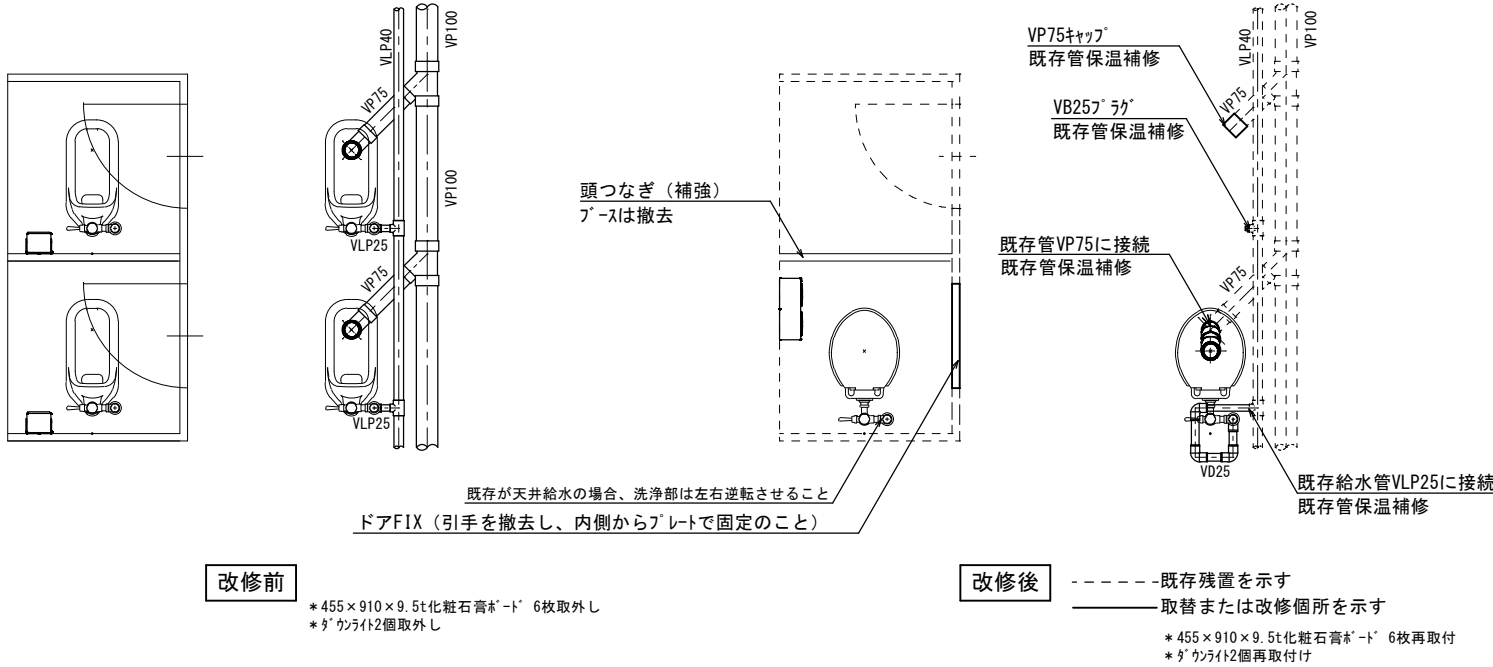 VLP40
VP100
VP75
VP100
VLP25
VP75
VLP25
頭つなぎ（補強）
ﾌﾞｰｽは撤去
既存が天井給水の場合、洗浄部は左右逆転させること
ドアFIX（引手を撤去し、内側からﾌﾟﾚｰﾄで固定のこと）
VP75ｷｬｯﾌﾟ
既存管保温補修
VLP40
VP100
VP75
VB25ﾌﾟﾗｸﾞ
既存管保温補修
既存管VP75に接続
既存管保温補修
VP75
VD25
既存給水管VLP25に接続
既存管保温補修
改修前
＊455×910×9.5t化粧石膏ﾎﾞｰﾄﾞ 6枚取外し
＊ﾀﾞｳﾝﾗｲﾄ2個取外し
改修後
既存残置を示す
取替または改修個所を示す
＊455×910×9.5t化粧石膏ﾎﾞｰﾄﾞ 6枚再取付
＊ﾀﾞｳﾝﾗｲﾄ2個再取付け